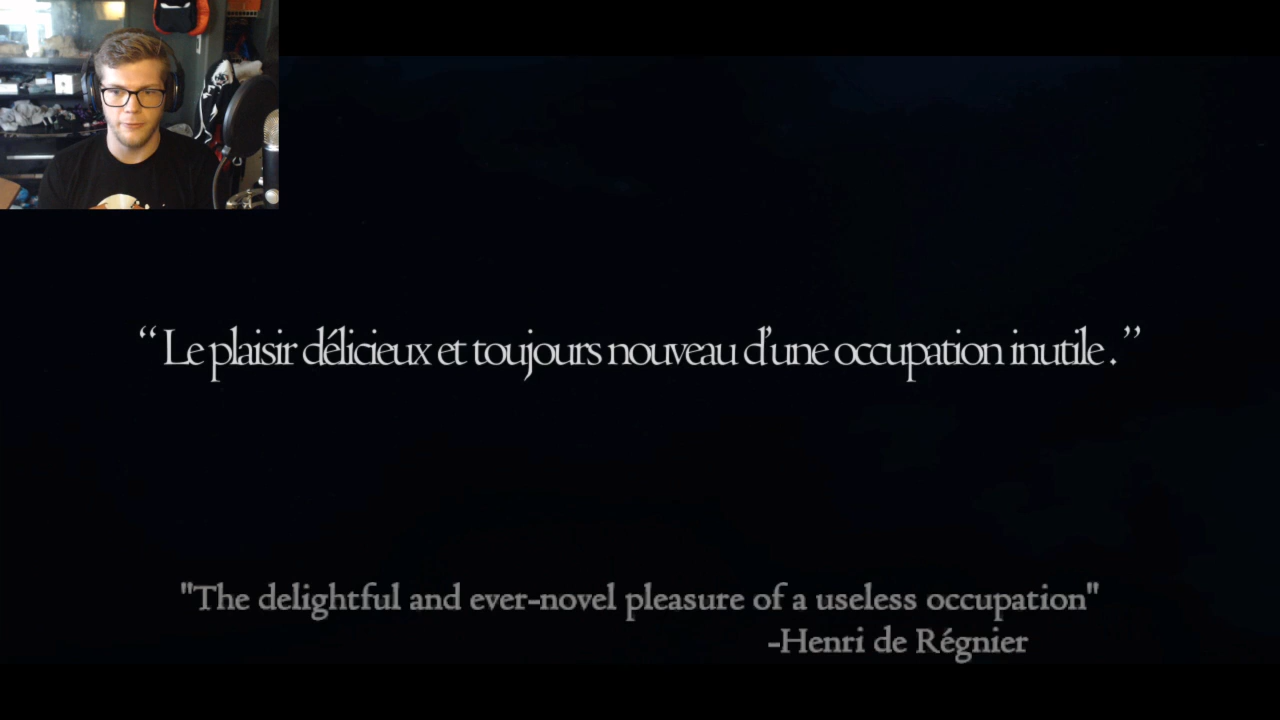 “ Le plaisir délicieux et toujours nouveau d’une occupation inutile . ”
"The delightful and ever-novel pleasure of a useless occupation"
-Henri de Régnier